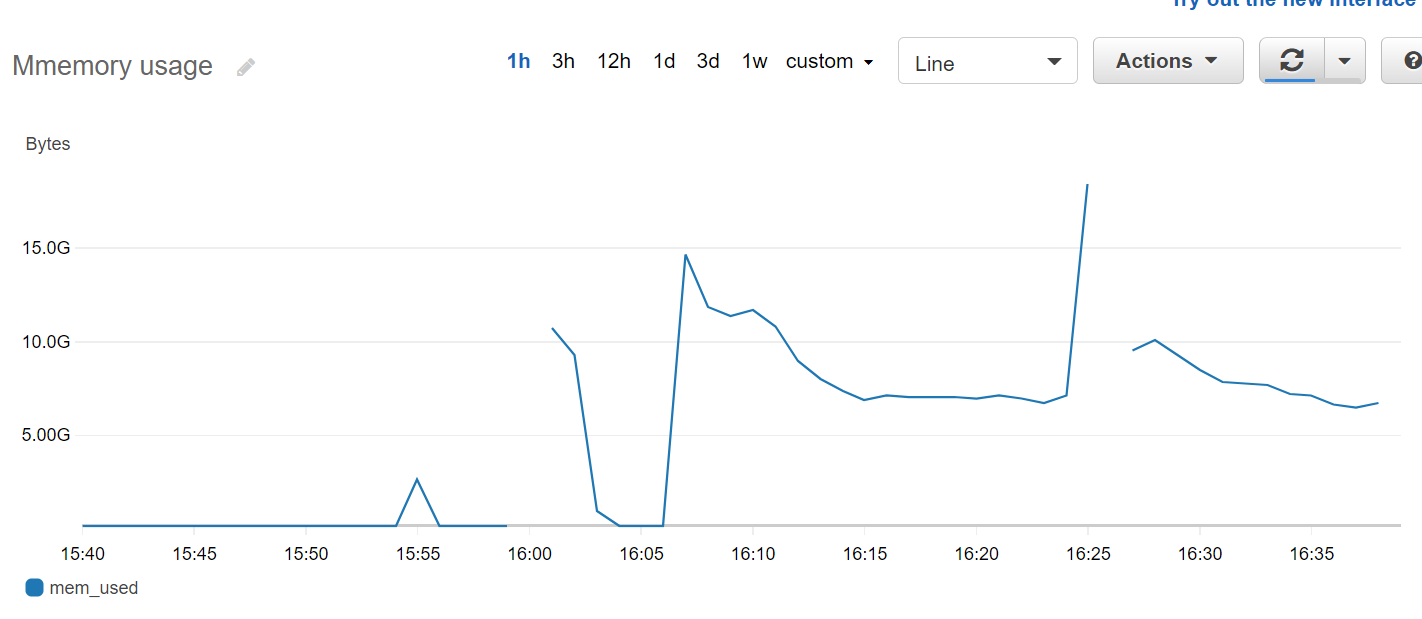 Try out the new interface
Mmemory usage 1h 3h 12h 1d 3d 1w custom Line Actions ?
Bytes
15.0G
10.0G
5.00G
15:40 15:45 15:50 15:55 16:00 16:05 16:10 16:15 16:20 16:25 16:30 16:35
mem_used